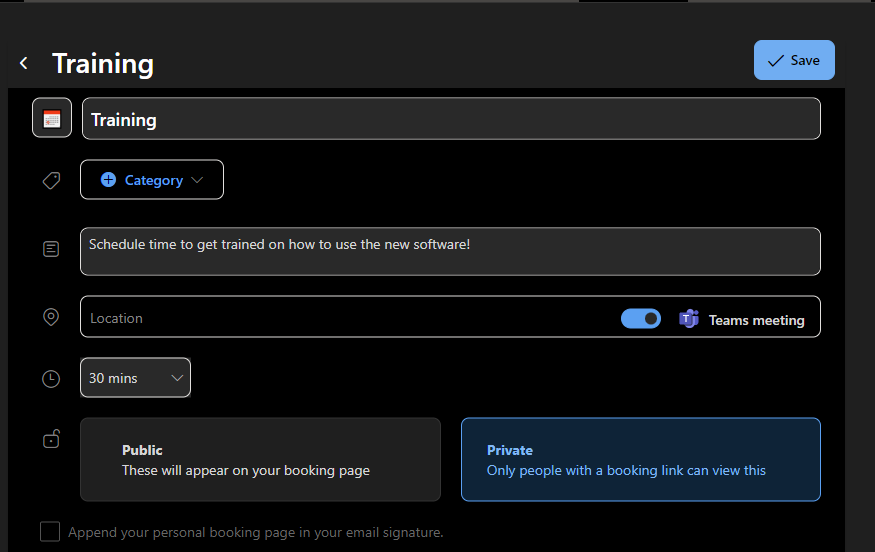 Training
Save
Training
Category
Schedule time to get trained on how to use the new software!
Location
Teams meeting
30 mins
Public
These will appear on your booking page
Private
Only people with a booking link can view this
Append your personal booking page in your email signature.